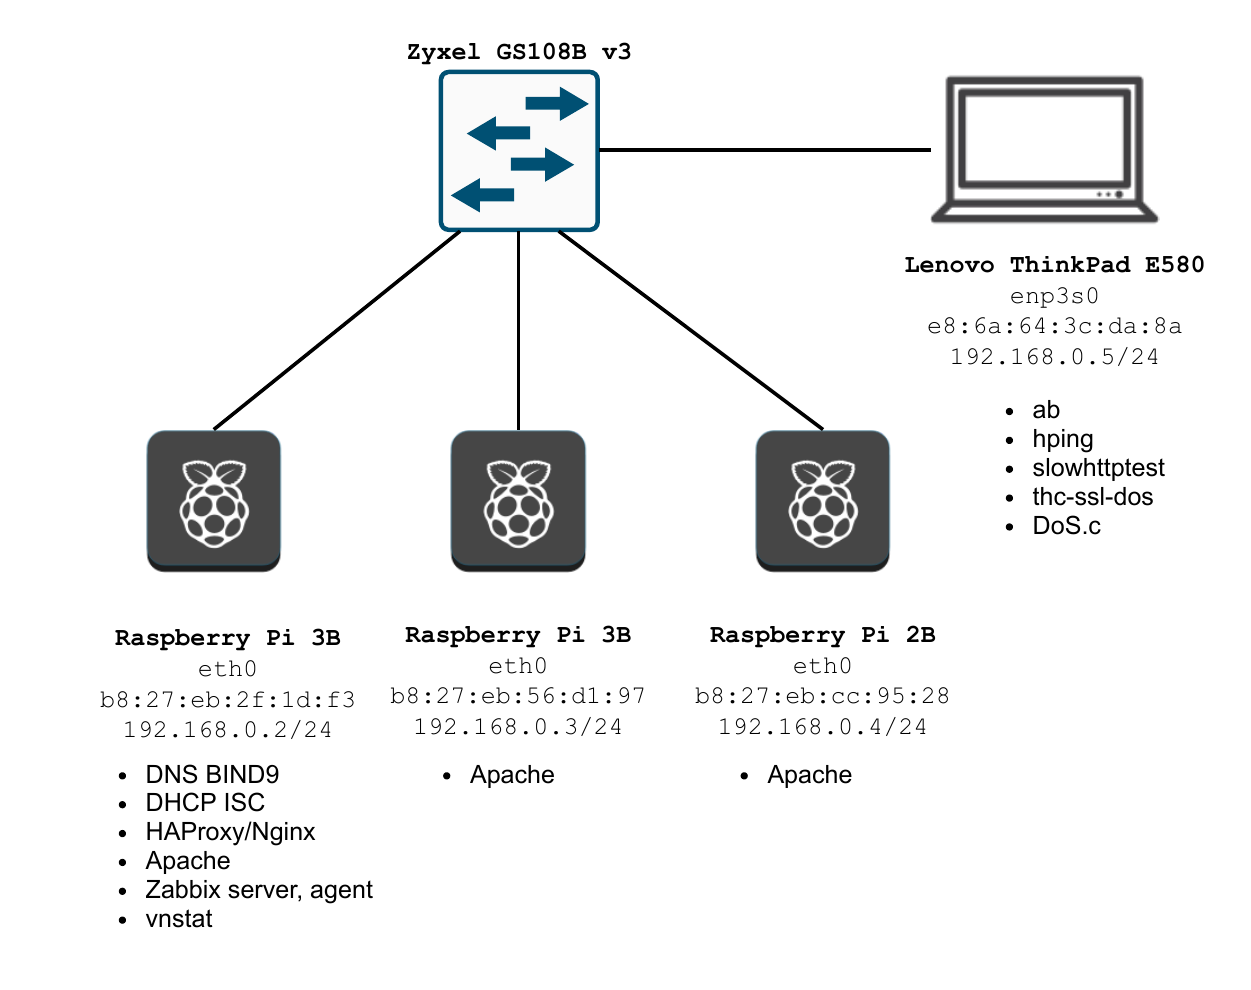 Zyxel GS108B v3
Lenovo ThinkPad E580
enp3s0
e8:6a:64:3c:da:8a
192.168.0.5/24
• ab
• hping
• slowhttptest
• thc-ssl-dos
• DoS.c
Raspberry Pi 3B
eth0
b8:27:eb:2f:1d:f3
192.168.0.2/24
• DNS BIND9
• DHCP ISC
• HAProxy/Nginx
• Apache
• Zabbix server, agent
• vnstat
Raspberry Pi 3B
eth0
b8:27:eb:56:d1:97
192.168.0.3/24
• Apache
Raspberry Pi 2B
eth0
b8:27:eb:cc:95:28
192.168.0.4/24
• Apache